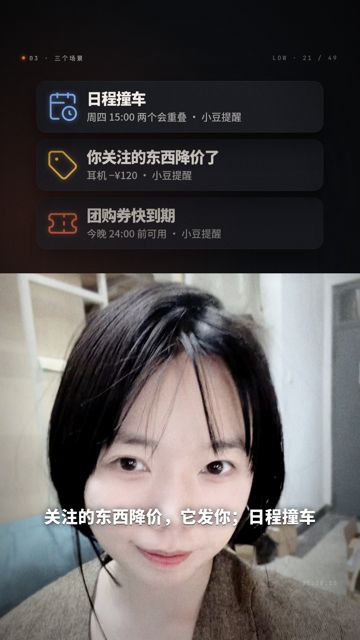 03 · 三个场景
LOW · 21 / 49
日程撞车
周四 15:00 两个会重叠 · 小豆提醒
你关注的东西降价了
耳机 −¥120 · 小豆提醒
团购券快到期
今晚 24:00 前可用 · 小豆提醒
关注的东西降价，它发你；日程撞车